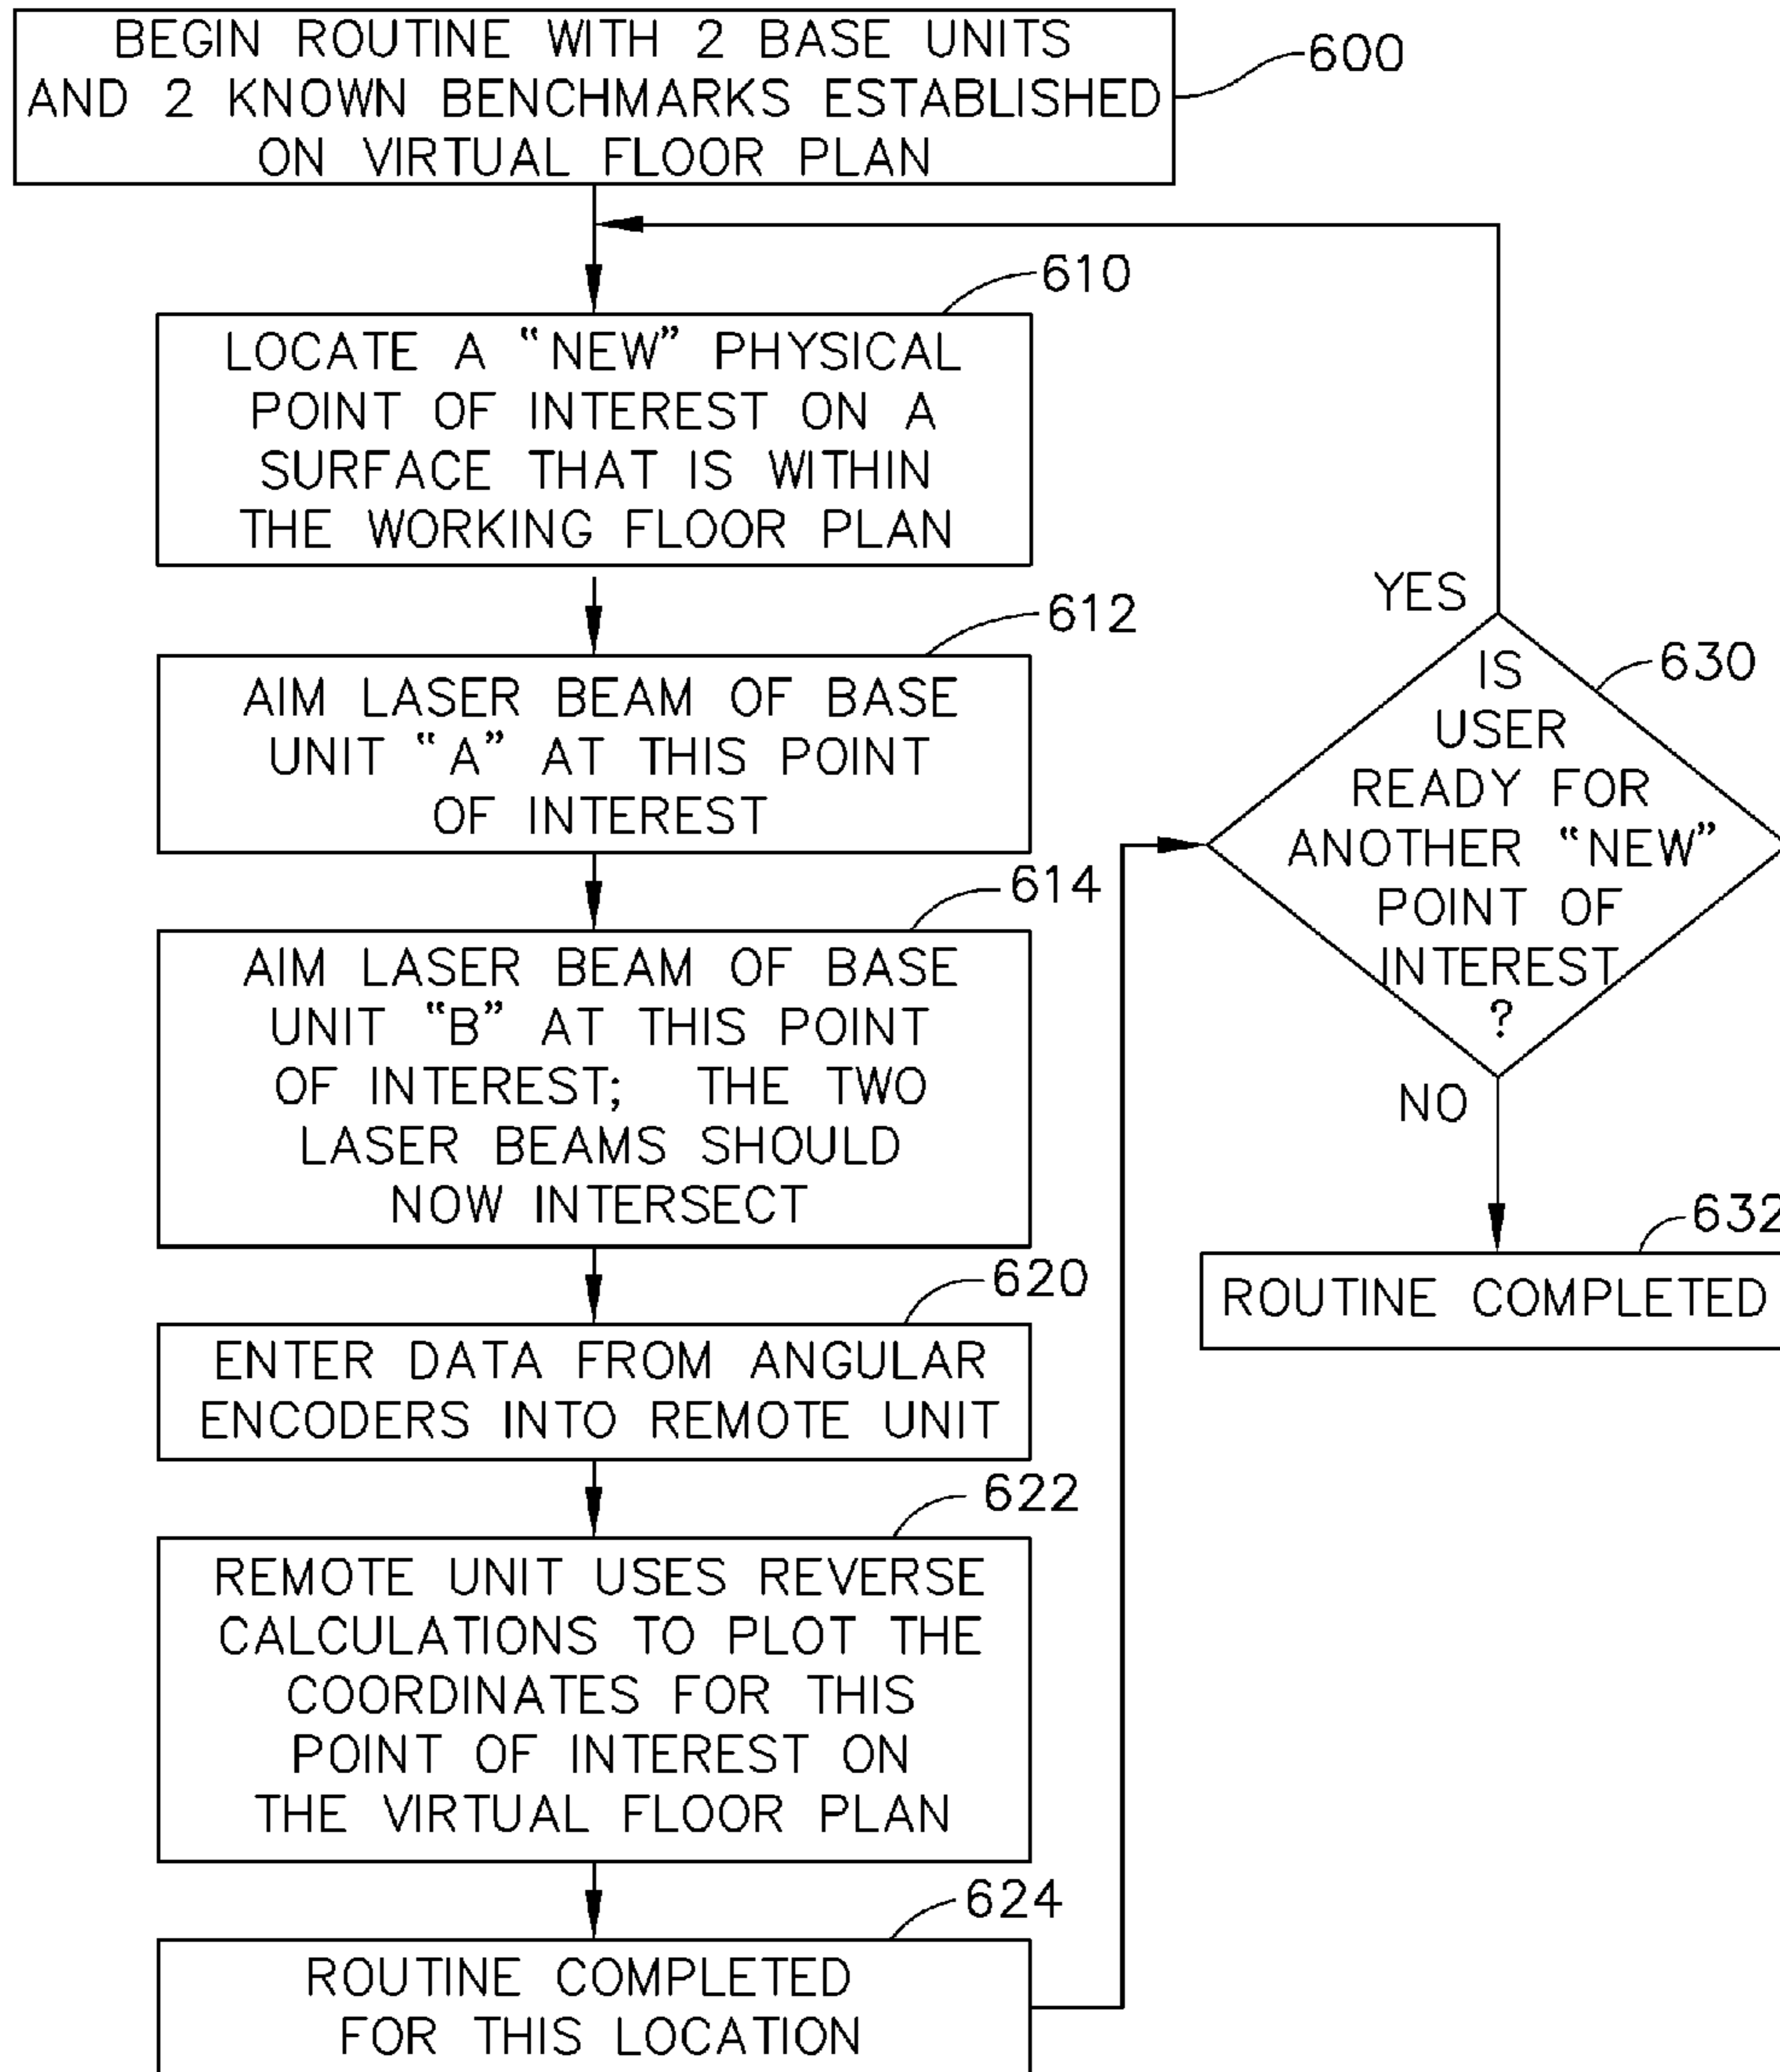 BEGIN ROUTINE WITH 2 BASE UNITS
AND 2 KNOWN BENCHMARKS ESTABLISHED
ON VIRTUAL FLOOR PLAN
600
610
LOCATE A “NEW” PHYSICAL
POINT OF INTEREST ON A
SURFACE THAT IS WITHIN
THE WORKING FLOOR PLAN
612
AIM LASER BEAM OF BASE
UNIT “A” AT THIS POINT
OF INTEREST
614
AIM LASER BEAM OF BASE
UNIT “B” AT THIS POINT
OF INTEREST; THE TWO
LASER BEAMS SHOULD
NOW INTERSECT
620
ENTER DATA FROM ANGULAR
ENCODERS INTO REMOTE UNIT
622
REMOTE UNIT USES REVERSE
CALCULATIONS TO PLOT THE
COORDINATES FOR THIS
POINT OF INTEREST ON
THE VIRTUAL FLOOR PLAN
624
ROUTINE COMPLETED
FOR THIS LOCATION
YES
630
IS
USER
READY FOR
ANOTHER “NEW”
POINT OF
INTEREST
?
NO
632
ROUTINE COMPLETED